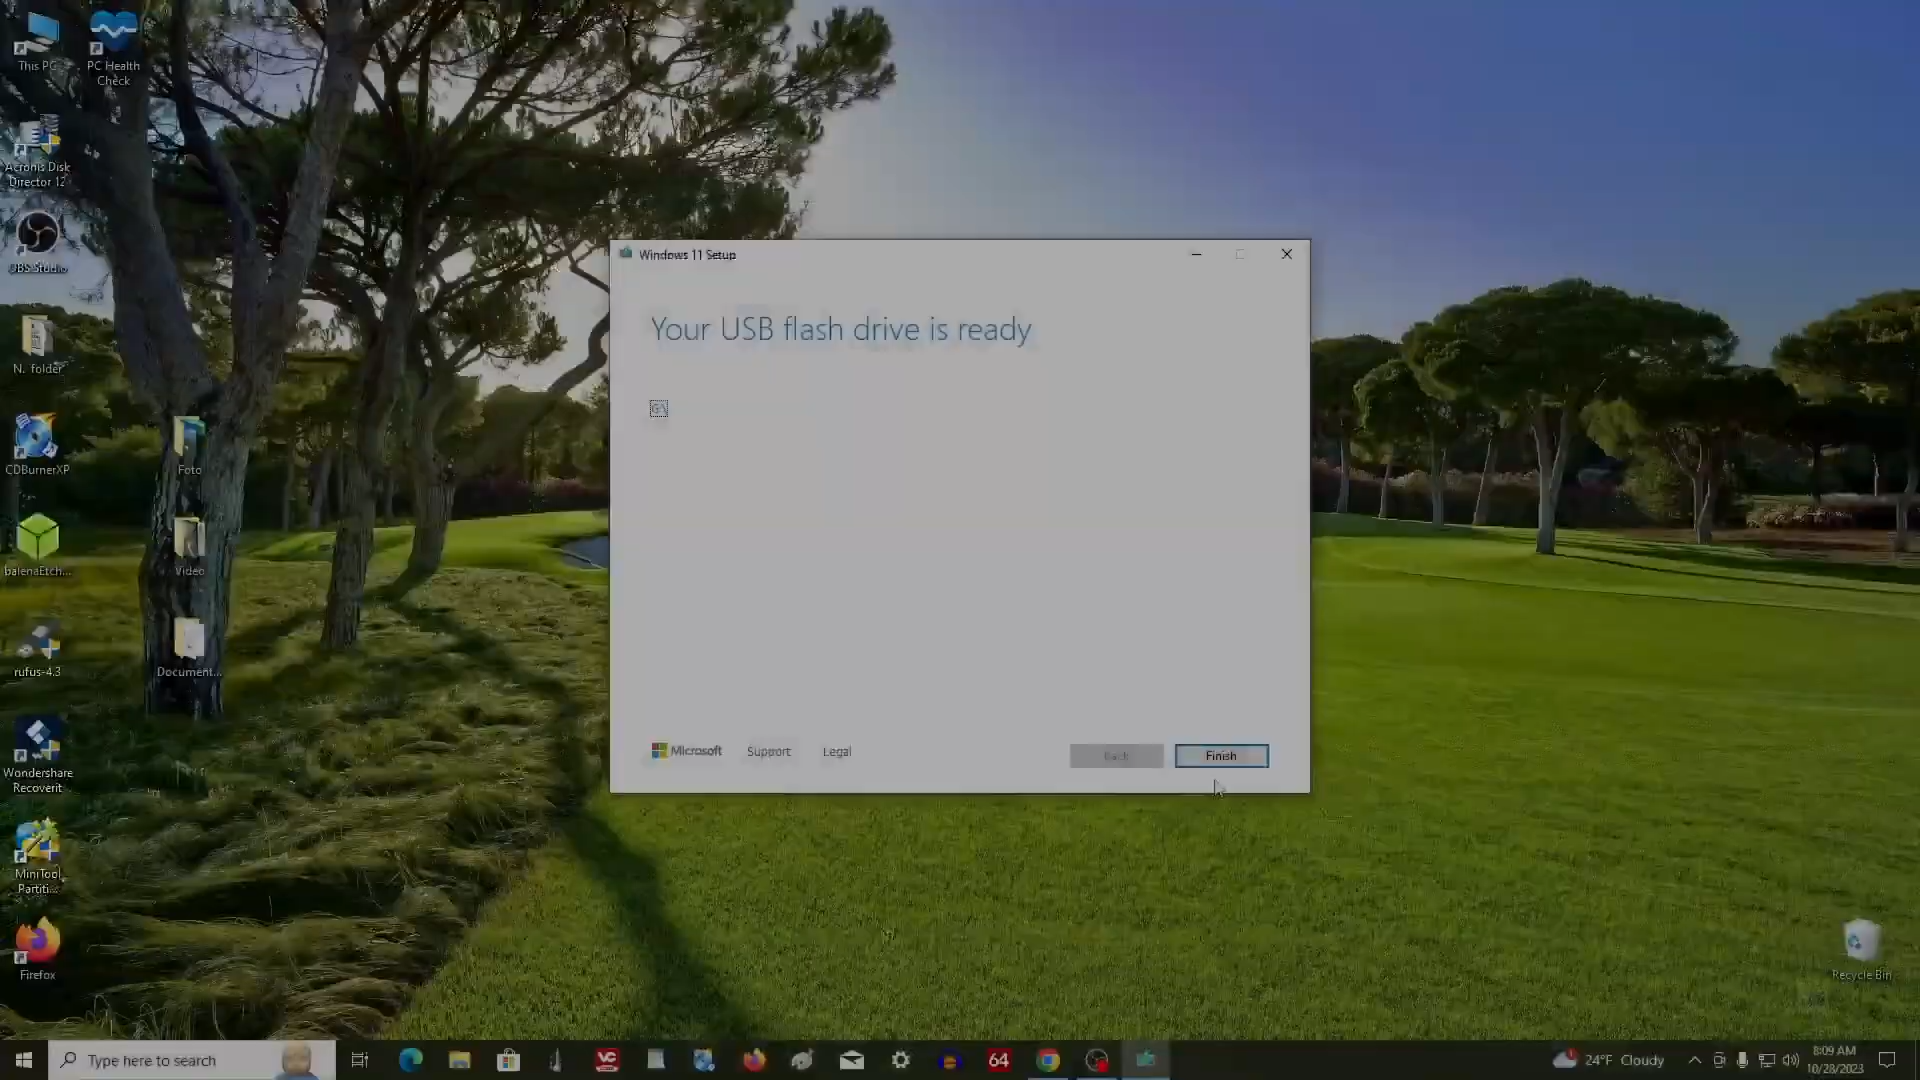 This PC
PC Health
Check
Acronis Disk
Director 12
OBS Studio
N. folder
CDBurnerXP
Foto
balenaEtch...
Video
rufus-4.3
Document...
Wondershare
Recoverit
MiniTool
Partiti...
Firefox
Windows 11 Setup
Your USB flash drive is ready
Microsoft
Support
Legal
Back
Finish
Recycle Bin
Type here to search
VC
64
24°F Cloudy
8:09 AM
10/28/2023